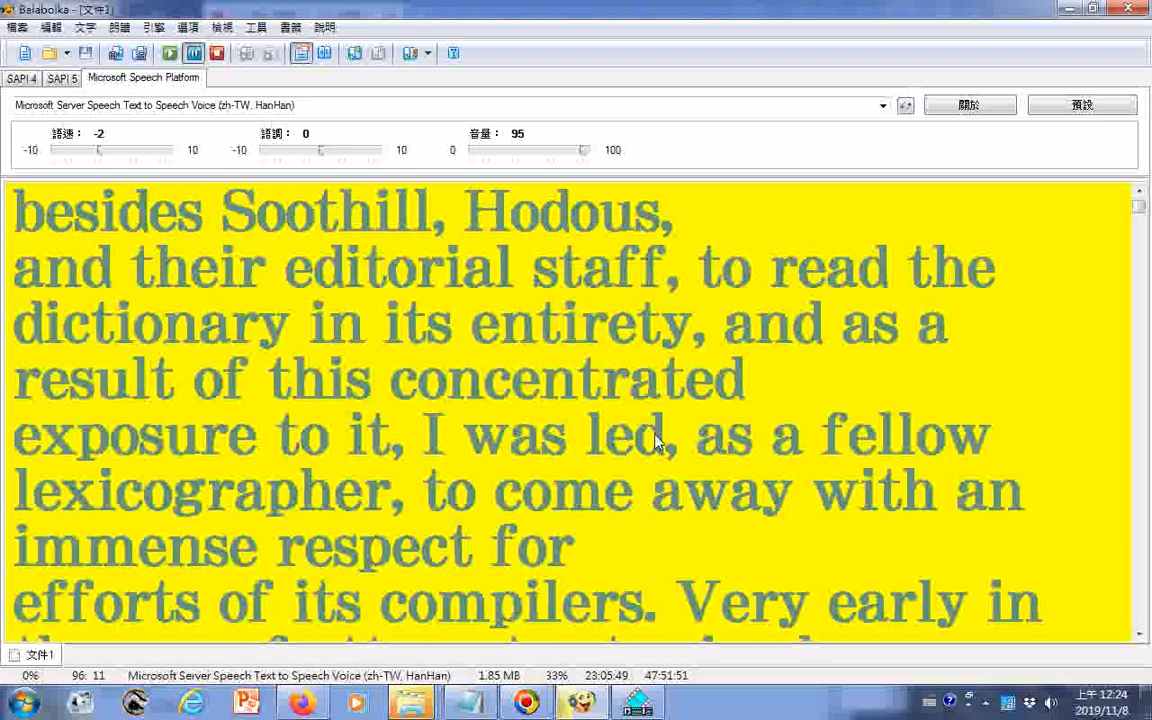 Balabolka - [文件1]
檔案 編輯 文字 朗讀 引擎 選項 檢視 工具 書籤 說明
SAPI 4 SAPI 5 Microsoft Speech Platform
Microsoft Server Speech Text to Speech Voice (zh-TW, HanHan) 關於 預設
語速： -2 語調： 0 音量： 95
-10 10 -10 10 0 100
besides Soothill, Hodous,
and their editorial staff, to read the
dictionary in its entirety, and as a
result of this concentrated
exposure to it, I was led, as a fellow
lexicographer, to come away with an
immense respect for
efforts of its compilers. Very early in
文件1
0% 96: 11 Microsoft Server Speech Text to Speech Voice (zh-TW, HanHan) 1.85 MB 33% 23:05:49 47:51:51
上午 12:24
2019/11/8